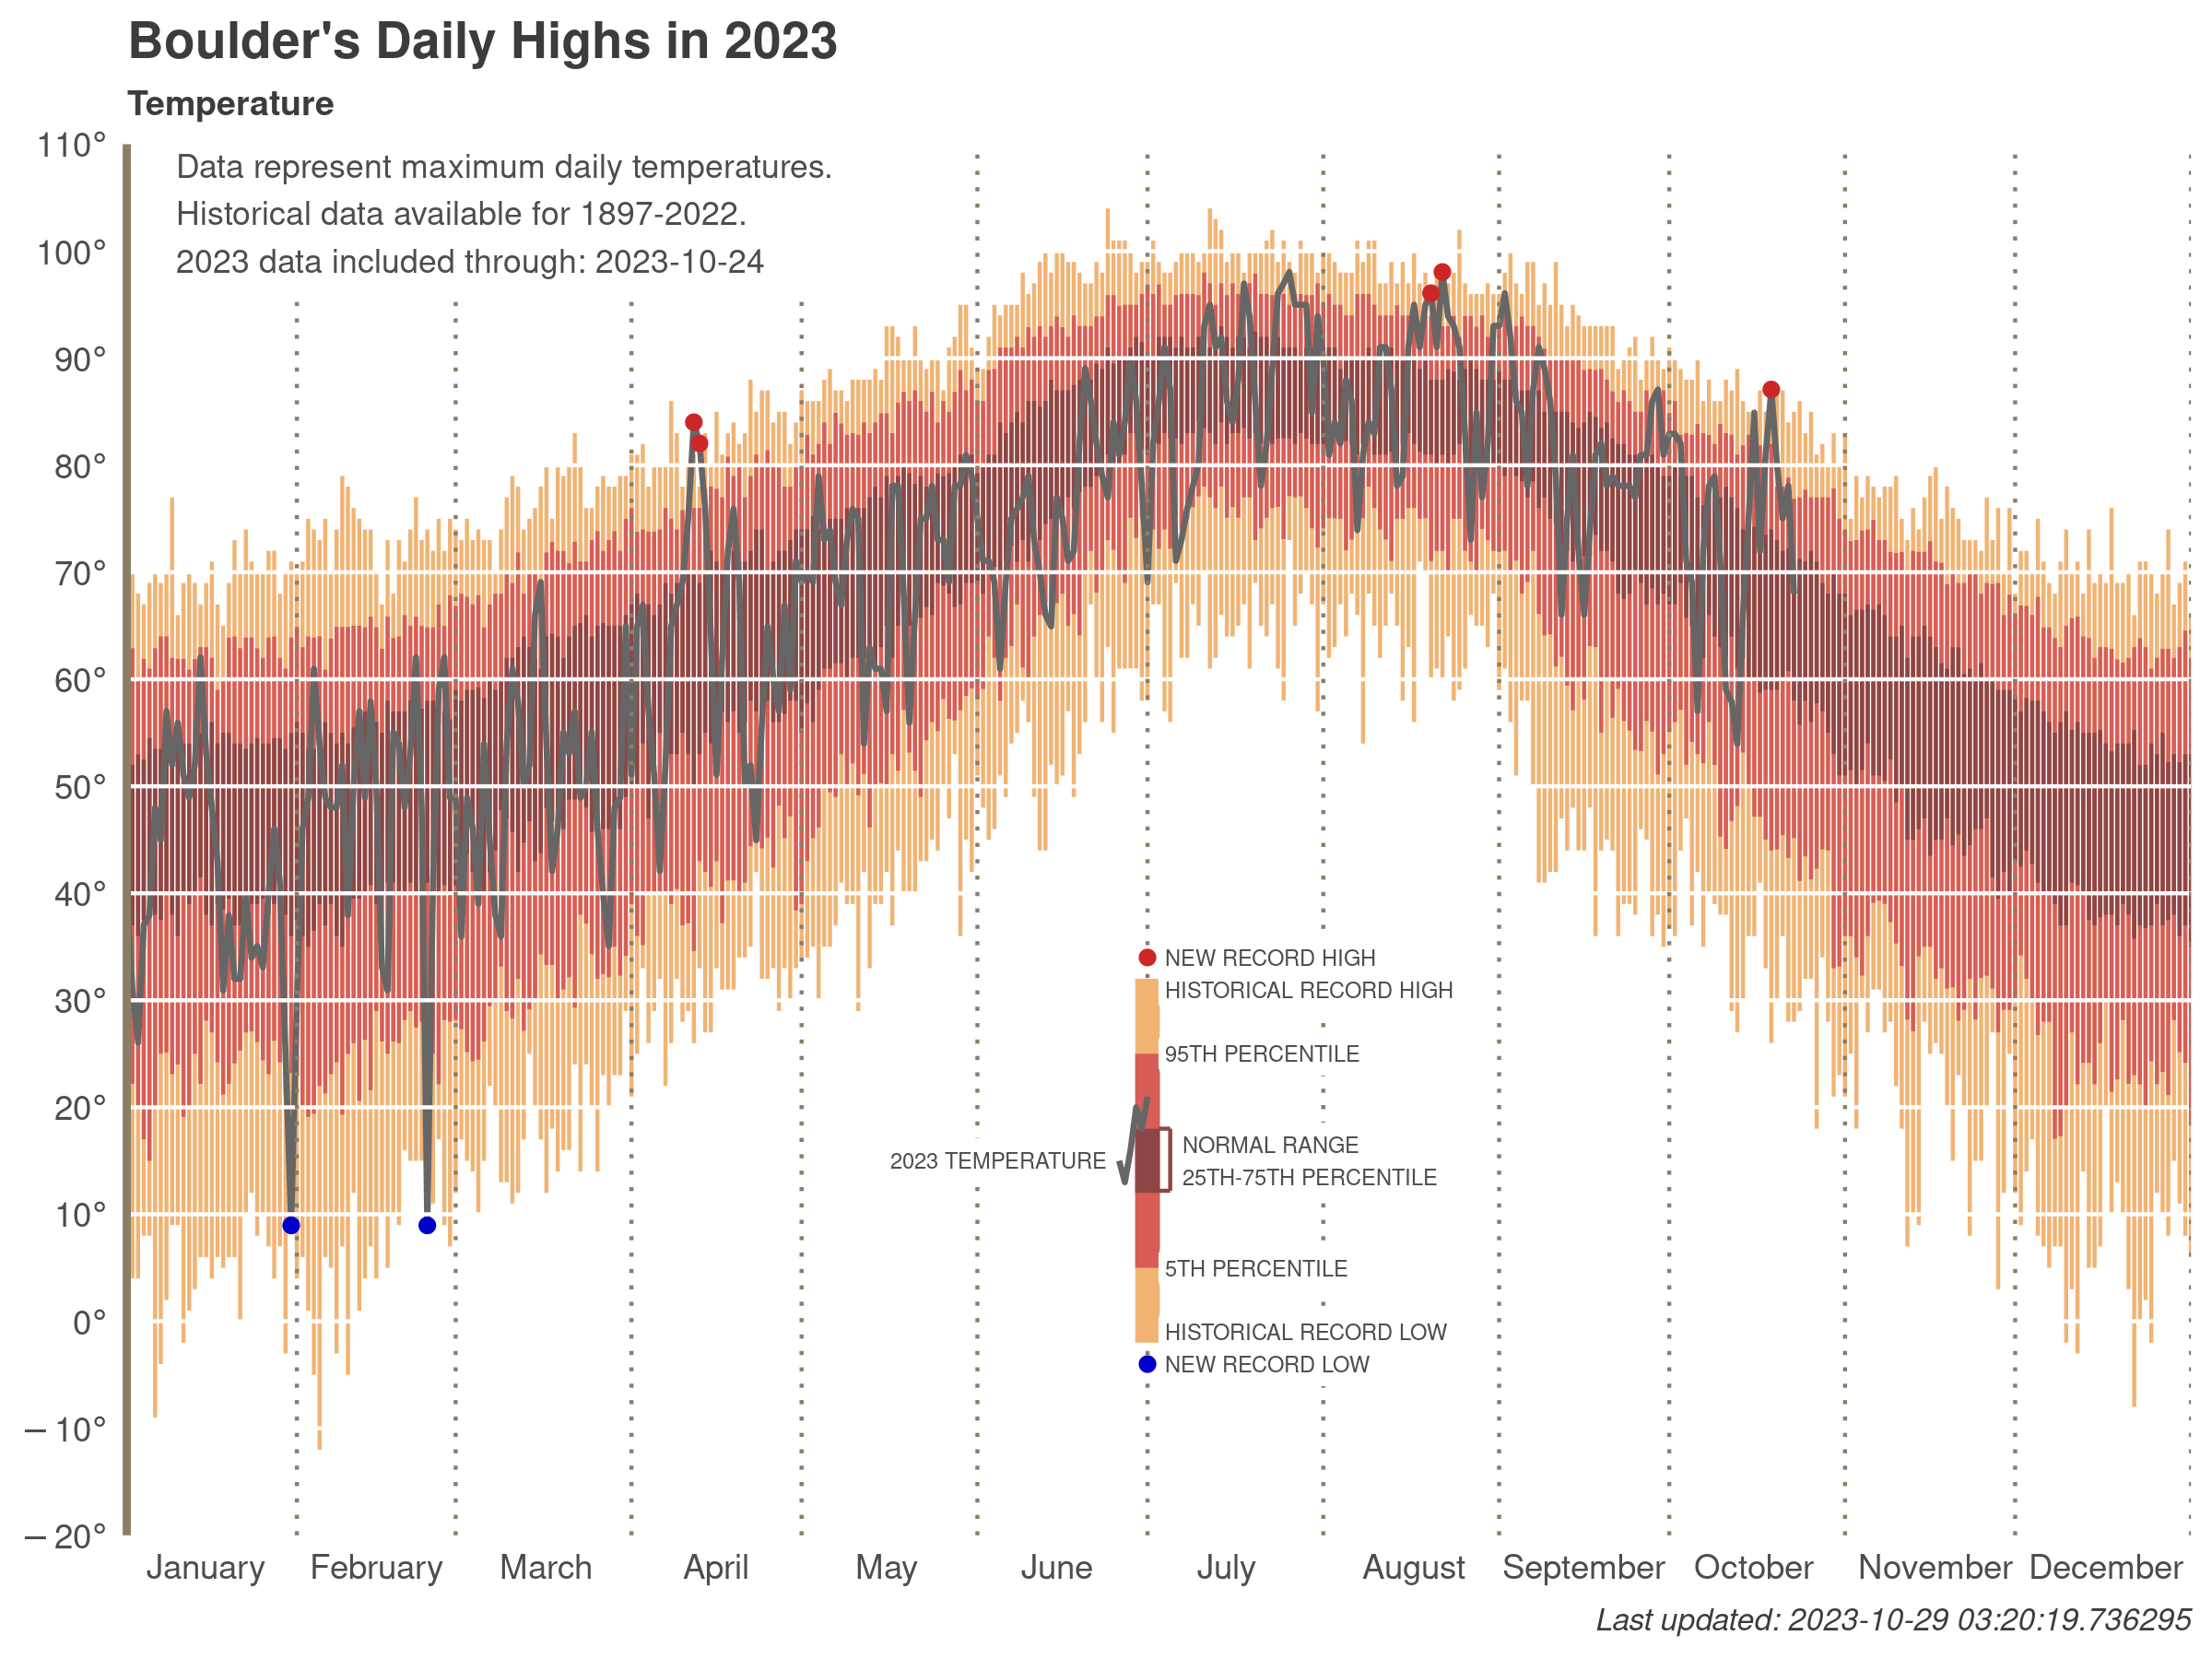 Boulder's Daily Highs in 2023
Temperature
110°
100°
90°
80°
70°
60°
50°
40°
30°
20°
10°
0°
−10°
−20°
Data represent maximum daily temperatures.
Historical data available for 1897-2022.
2023 data included through: 2023-10-24
NEW RECORD HIGH
HISTORICAL RECORD HIGH
95TH PERCENTILE
2023 TEMPERATURE
NORMAL RANGE
25TH-75TH PERCENTILE
5TH PERCENTILE
HISTORICAL RECORD LOW
NEW RECORD LOW
January February March April May June July August September October November December
Last updated: 2023-10-29 03:20:19.736295